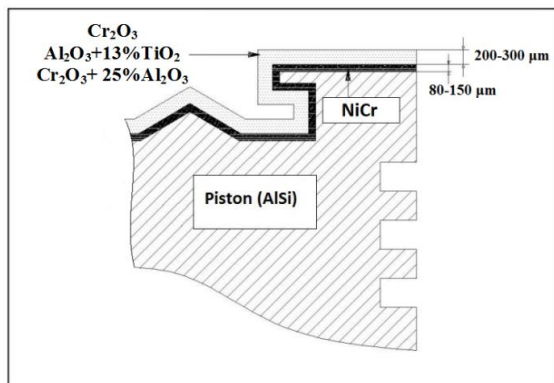 Cr₂O₃
Al₂O₃+13%TiO₂
Cr₂O₃+ 25%Al₂O₃
200-300 µm
80-150 µm
NiCr
Piston (AlSi)